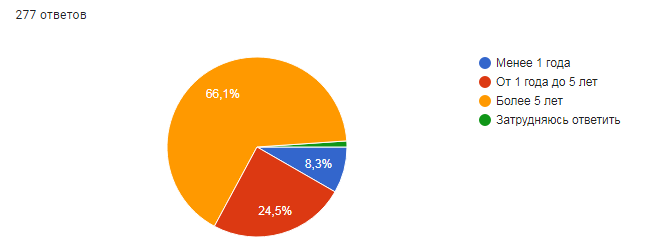 277 ответов
66,1%
8,3%
24,5%
Менее 1 года
От 1 года до 5 лет
Более 5 лет
Затрудняюсь ответить